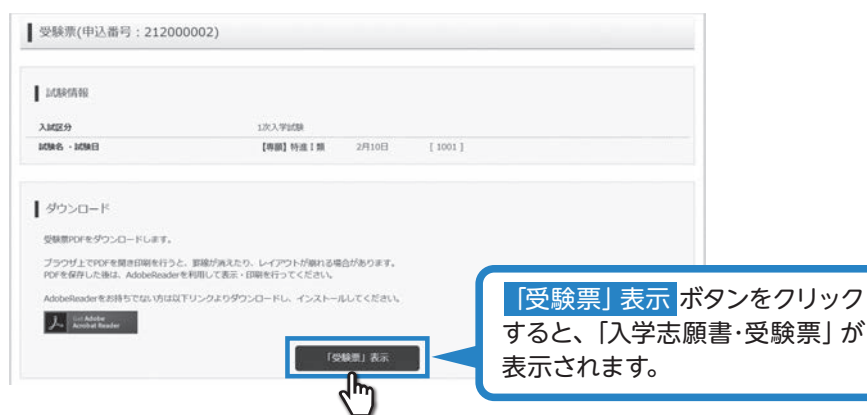 受験票(申込番号：212000002)
試験情報
入試区分 1次入学試験
試験名・試験日 【専願】特進Ⅰ類 2月10日 [ 1001 ]
ダウンロード
受験票PDFをダウンロードします。
ブラウザ上でPDFを開き印刷を行うと、罫線が消えたり、レイアウトが崩れる場合があります。
PDFを保存した後は、AdobeReaderを利用して表示・印刷を行ってください。
AdobeReaderをお持ちでない方は以下リンクよりダウンロードし、インストールしてください。
Get Adobe
Acrobat Reader
「受験票」表示
「受験票」表示 ボタンをクリック
すると、「入学志願書・受験票」が
表示されます。